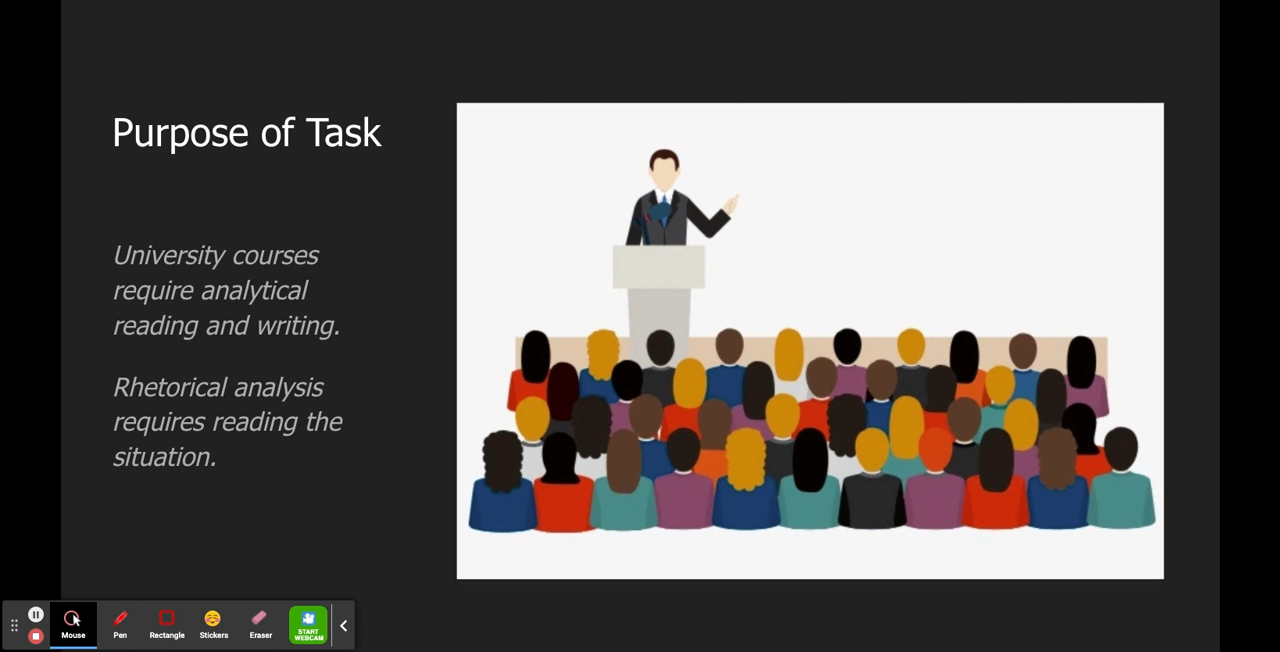 Purpose of Task
University courses
require analytical
reading and writing.
Rhetorical analysis
requires reading the
situation.
Mouse
Pen
Rectangle
Stickers
Eraser
START
WEBCAM